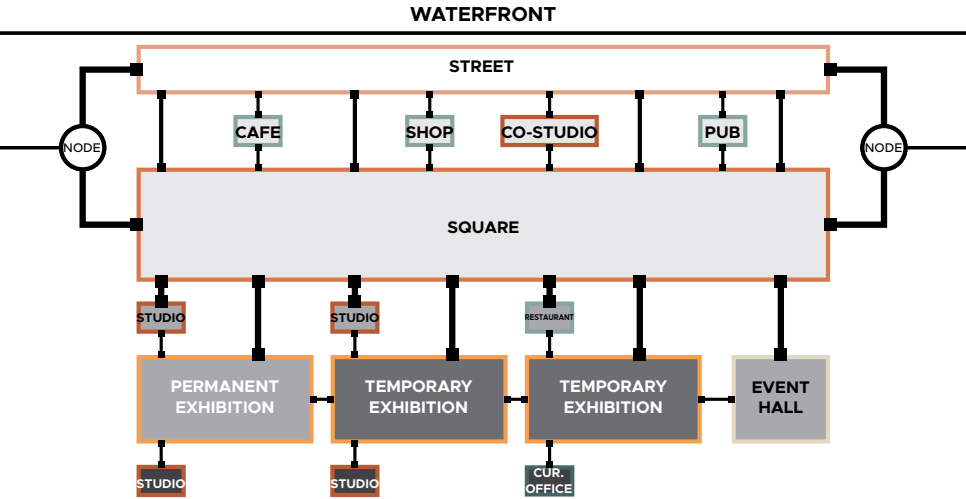 WATERFRONT
STREET
CAFE
SHOP
CO-STUDIO
PUB
NODE
NODE
SQUARE
STUDIO
STUDIO
RESTAURANT
PERMANENT
EXHIBITION
TEMPORARY
EXHIBITION
TEMPORARY
EXHIBITION
EVENT
HALL
STUDIO
STUDIO
CUR.
OFFICE